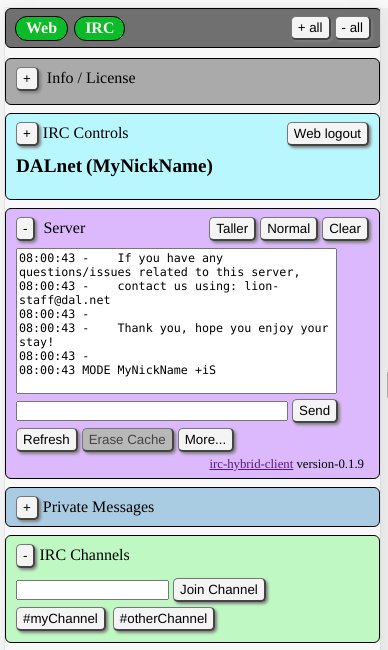 Web IRC + all - all
+ Info / License
+ IRC Controls Web logout
DALnet (MyNickName)
- Server Taller Normal Clear
08:00:43 -    If you have any
questions/issues related to this server,
08:00:43 -    contact us using: lion-
staff@dal.net
08:00:43 -
08:00:43 -    Thank you, hope you enjoy your
stay!
08:00:43 -
08:00:43 MODE MyNickName +iS
Send
Refresh Erase Cache More...
irc-hybrid-client version-0.1.9
+ Private Messages
- IRC Channels
Join Channel
#myChannel #otherChannel